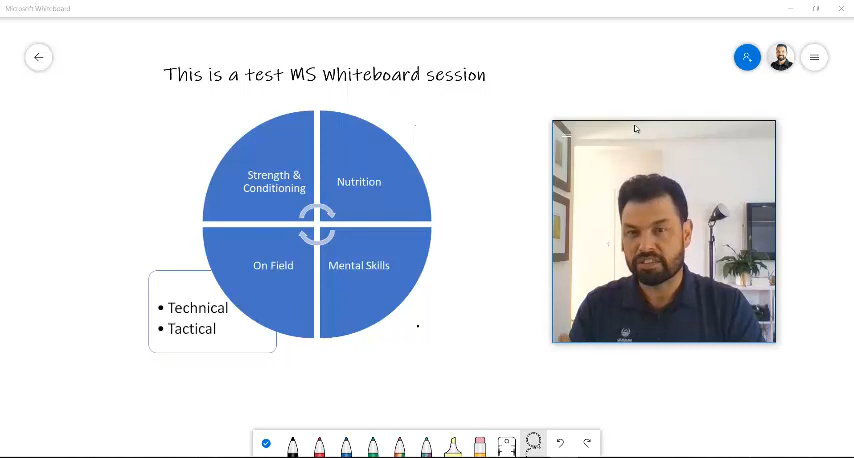 Microsoft Whiteboard
This is a test MS Whiteboard session
Strength &
Conditioning
Nutrition
On Field
Mental Skills
• Technical
• Tactical